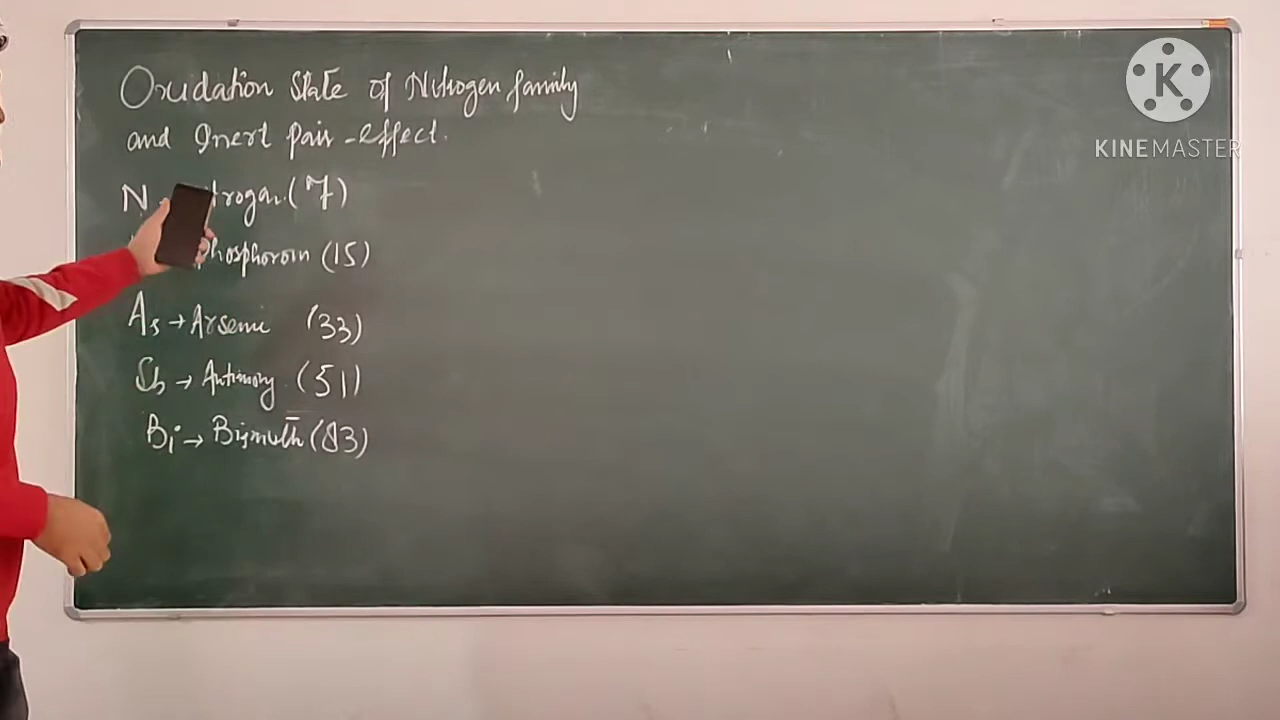 Oxidation State of Nitrogen family
and Inert pair-effect.
N trogen (7)
phosphorom (15)
As → Arsenic (33)
Sb → Antimony (51)
Bi → Bismuth (83)
K
KINEMASTER